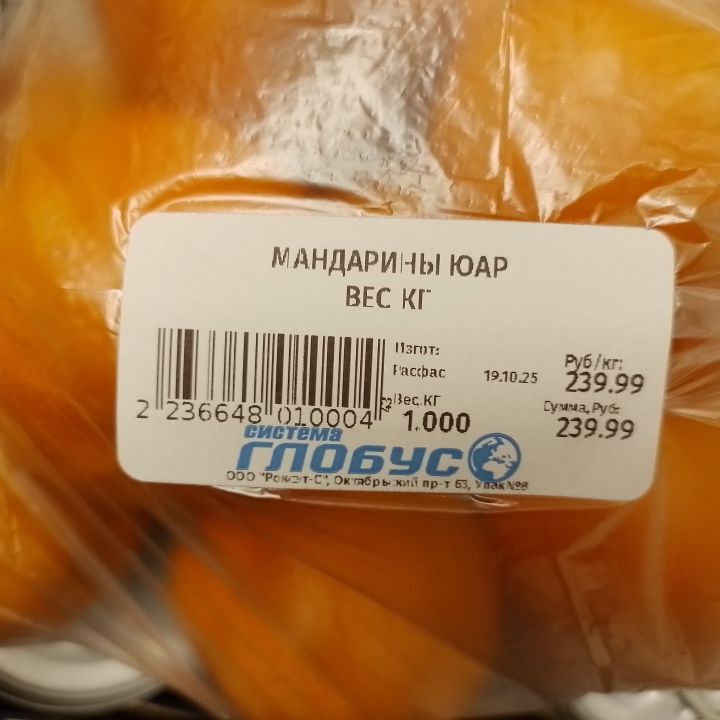 МАНДАРИНЫ ЮАР
ВЕС КГ
Изгот:
Расфас 19.10.25
Руб/кг:
239.99
Вес.КГ
1.000
Сумма, Руб:
239.99
2 236648 010004
система
ГЛОБУС
ООО "Рокэт-С", Октябрьский пр-т 63, Упак№8